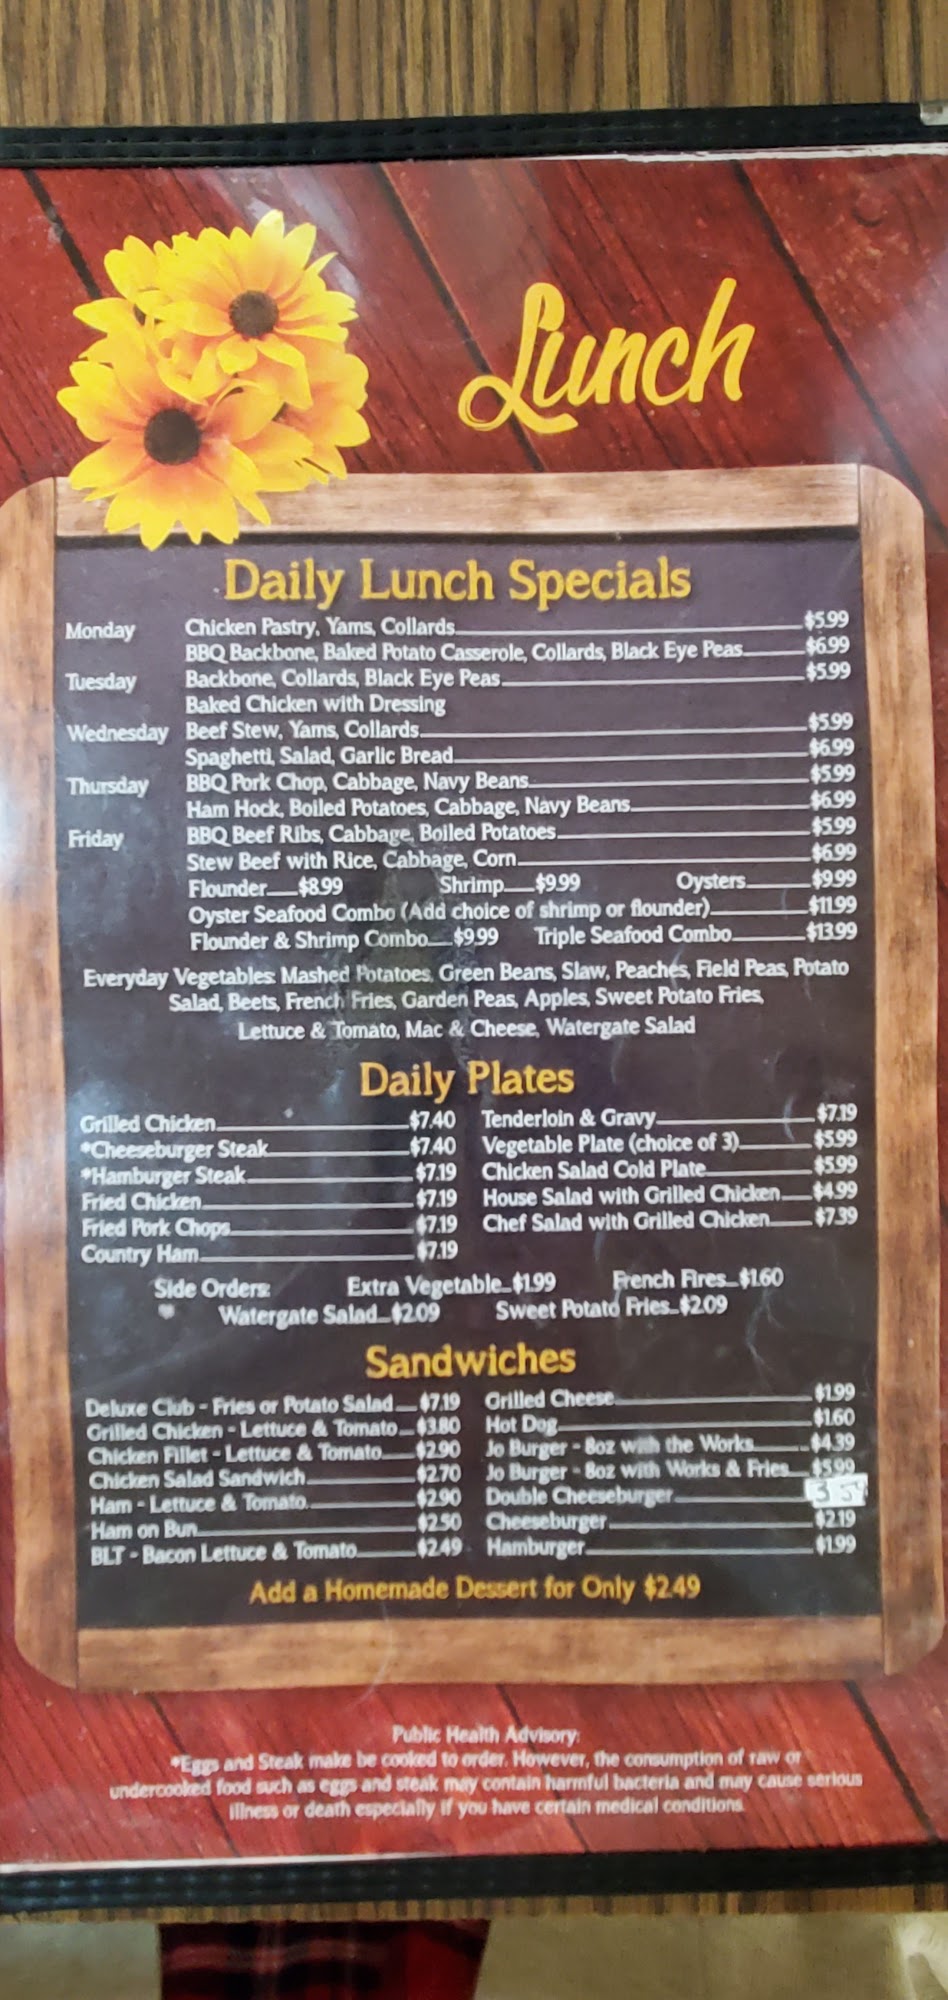 Lunch
Daily Lunch Specials
Monday Chicken Pastry, Yams, Collards $5.99
BBQ Backbone, Baked Potato Casserole, Collards, Black Eye Peas $6.99
Tuesday Backbone, Collards, Black Eye Peas $5.99
Baked Chicken with Dressing
Wednesday Beef Stew, Yams, Collards $5.99
Spaghetti, Salad, Garlic Bread $6.99
Thursday BBQ Pork Chop, Cabbage, Navy Beans $5.99
Ham Hock, Boiled Potatoes, Cabbage, Navy Beans $6.99
Friday BBQ Beef Ribs, Cabbage, Boiled Potatoes $5.99
Stew Beef with Rice, Cabbage, Corn $6.99
Flounder $8.99 Shrimp $9.99 Oysters $9.99
Oyster Seafood Combo (Add choice of shrimp or flounder) $11.99
Flounder & Shrimp Combo $9.99 Triple Seafood Combo $13.99
Everyday Vegetables: Mashed Potatoes, Green Beans, Slaw, Peaches, Field Peas, Potato
Salad, Beets, French Fries, Garden Peas, Apples, Sweet Potato Fries,
Lettuce & Tomato, Mac & Cheese, Watergate Salad
Daily Plates
Grilled Chicken $7.40 Tenderloin & Gravy $7.19
*Cheeseburger Steak $7.40 Vegetable Plate (choice of 3) $5.99
*Hamburger Steak $7.19 Chicken Salad Cold Plate $5.99
Fried Chicken $7.19 House Salad with Grilled Chicken $4.99
Fried Pork Chops $7.19 Chef Salad with Grilled Chicken $7.39
Country Ham $7.19
Side Orders: Extra Vegetable $1.99 French Fires $1.60
Watergate Salad $2.09 Sweet Potato Fries $2.09
Sandwiches
Deluxe Club - Fries or Potato Salad $7.19 Grilled Cheese $1.99
Grilled Chicken - Lettuce & Tomato $3.80 Hot Dog $1.60
Chicken Fillet - Lettuce & Tomato $2.90 Jo Burger - 8oz with the Works $4.39
Chicken Salad Sandwich $2.70 Jo Burger - 8oz with Works & Fries $5.99
Ham - Lettuce & Tomato $2.90 Double Cheeseburger
Ham on Bun $2.50 Cheeseburger $2.19
BLT - Bacon Lettuce & Tomato $2.49 Hamburger $1.99
Add a Homemade Dessert for Only $2.49
Public Health Advisory:
*Eggs and Steak make be cooked to order. However, the consumption of raw or
undercooked food such as eggs and steak may contain harmful bacteria and may cause serious
illness or death especially if you have certain medical conditions.